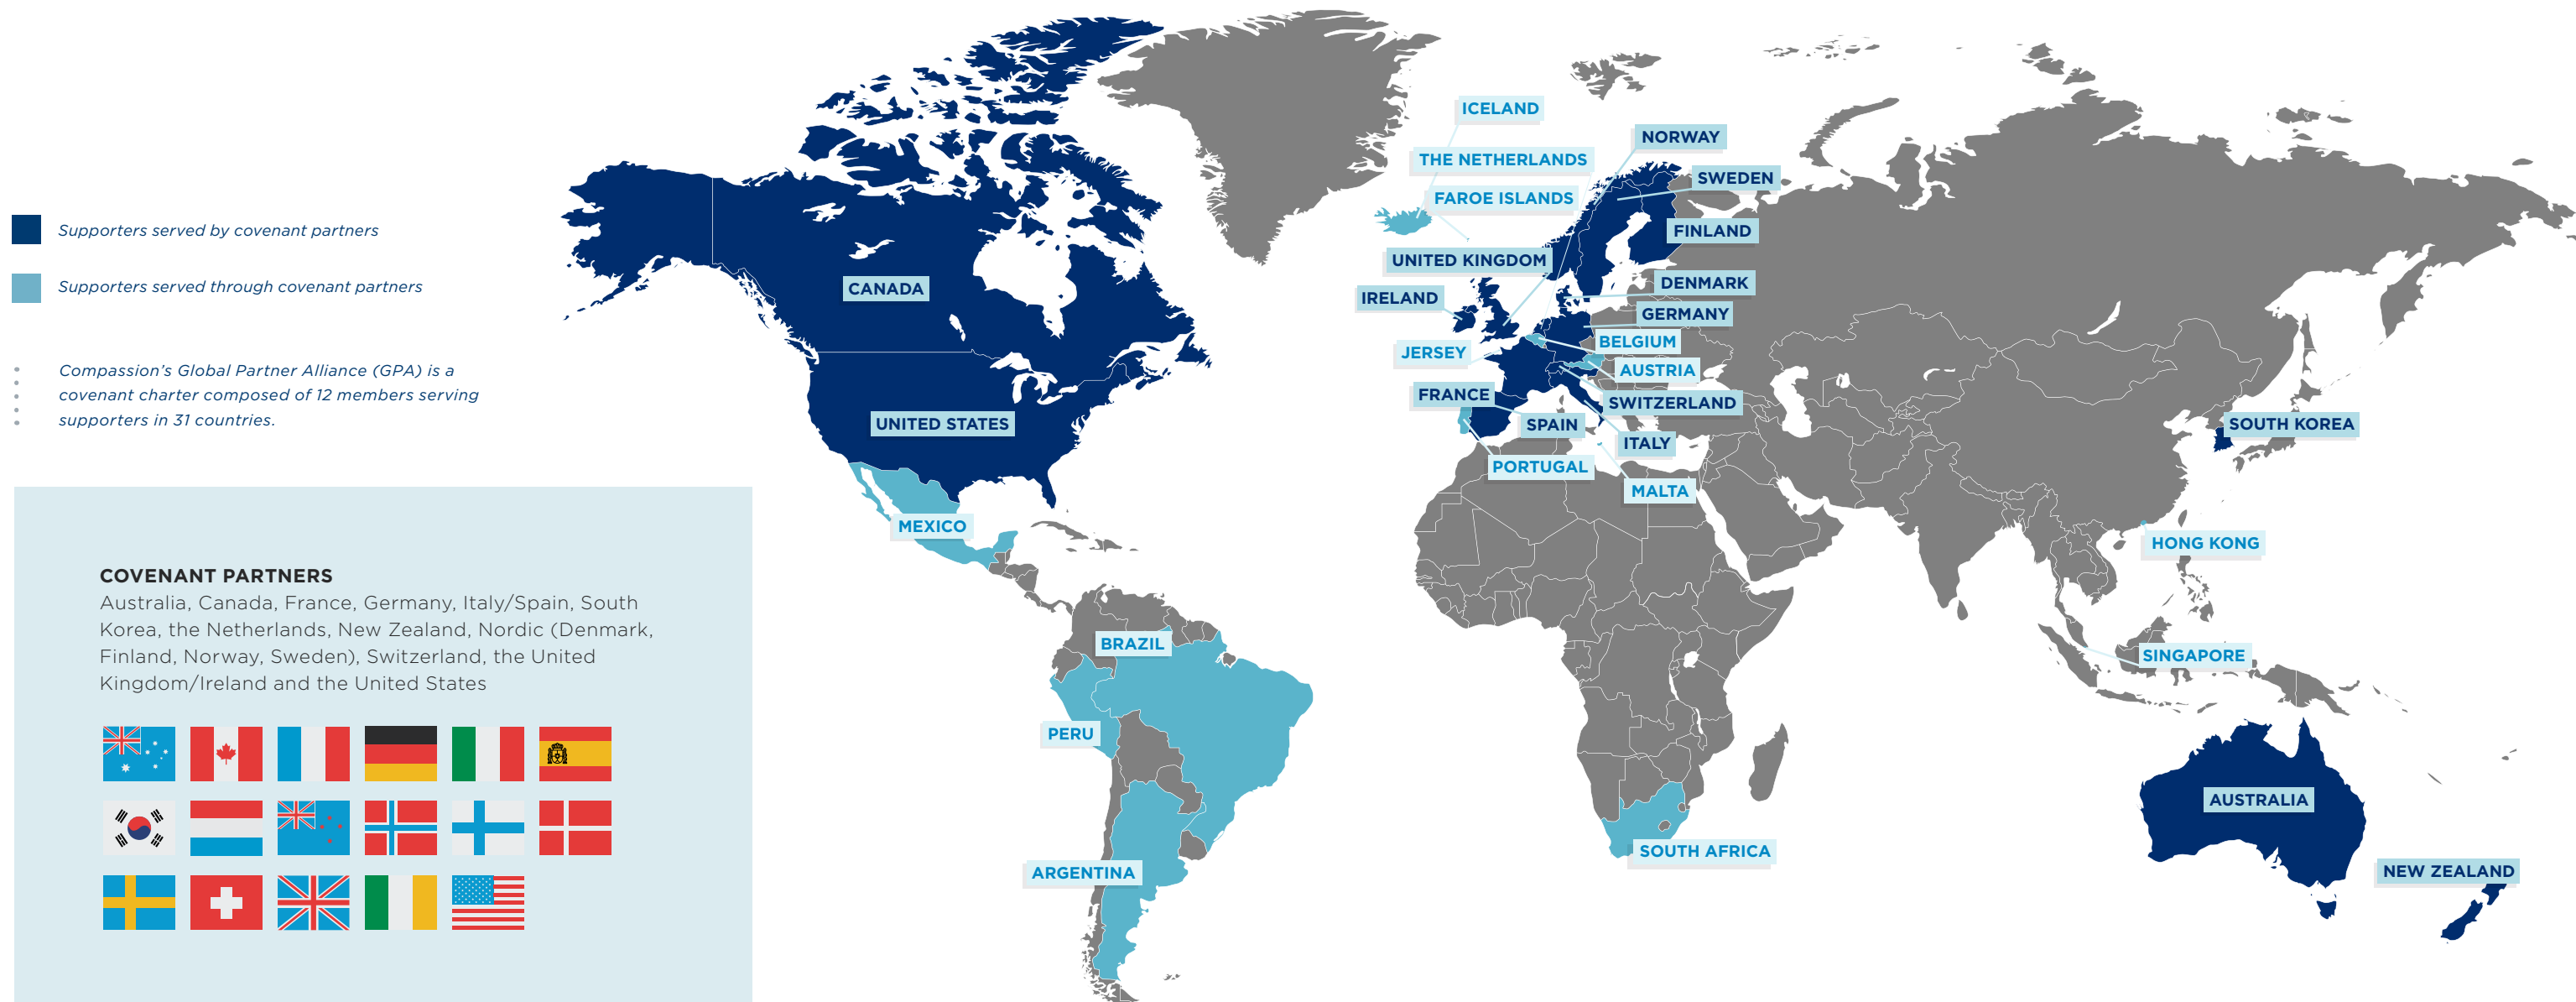 Supporters served by covenant partners
Supporters served through covenant partners
Compassion’s Global Partner Alliance (GPA) is a
covenant charter composed of 12 members serving
supporters in 31 countries.
COVENANT PARTNERS
Australia, Canada, France, Germany, Italy/Spain, South
Korea, the Netherlands, New Zealand, Nordic (Denmark,
Finland, Norway, Sweden), Switzerland, the United
Kingdom/Ireland and the United States
CANADA
UNITED STATES
MEXICO
BRAZIL
PERU
ARGENTINA
ICELAND
NORWAY
THE NETHERLANDS
SWEDEN
FAROE ISLANDS
FINLAND
UNITED KINGDOM
DENMARK
IRELAND
GERMANY
BELGIUM
JERSEY
AUSTRIA
FRANCE
SWITZERLAND
SPAIN
ITALY
PORTUGAL
MALTA
SOUTH AFRICA
SOUTH KOREA
HONG KONG
SINGAPORE
AUSTRALIA
NEW ZEALAND